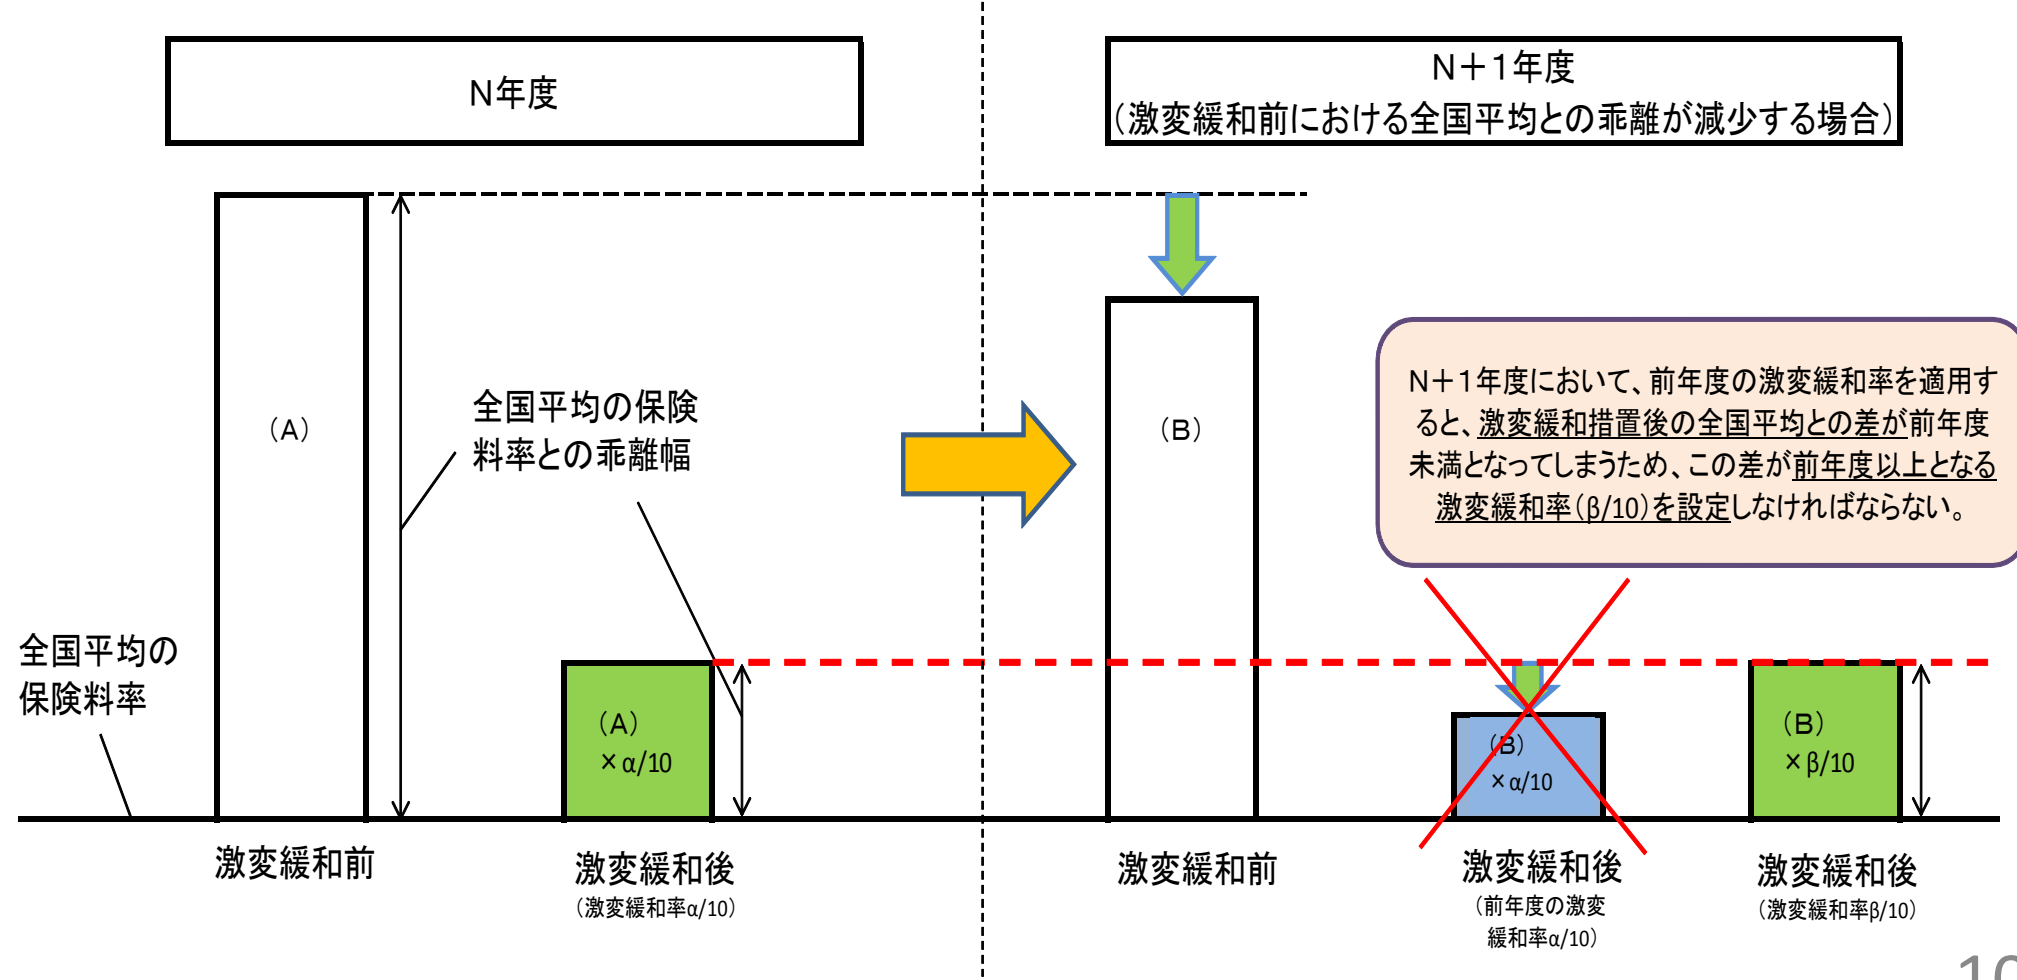 N年度
N＋1年度
（激変緩和前における全国平均との乖離が減少する場合）
（A）
全国平均の保険
料率との乖離幅
全国平均の
保険料率
（A）
×α/10
激変緩和前
激変緩和後
（激変緩和率α/10）
（B）
N＋1年度において、前年度の激変緩和率を適用す
ると、激変緩和措置後の全国平均との差が前年度
未満となってしまうため、この差が前年度以上となる
激変緩和率（β/10）を設定しなければならない。
（B）
×α/10
（B）
×β/10
激変緩和前
激変緩和後
（前年度の激変
緩和率α/10）
激変緩和後
（激変緩和率β/10）
10